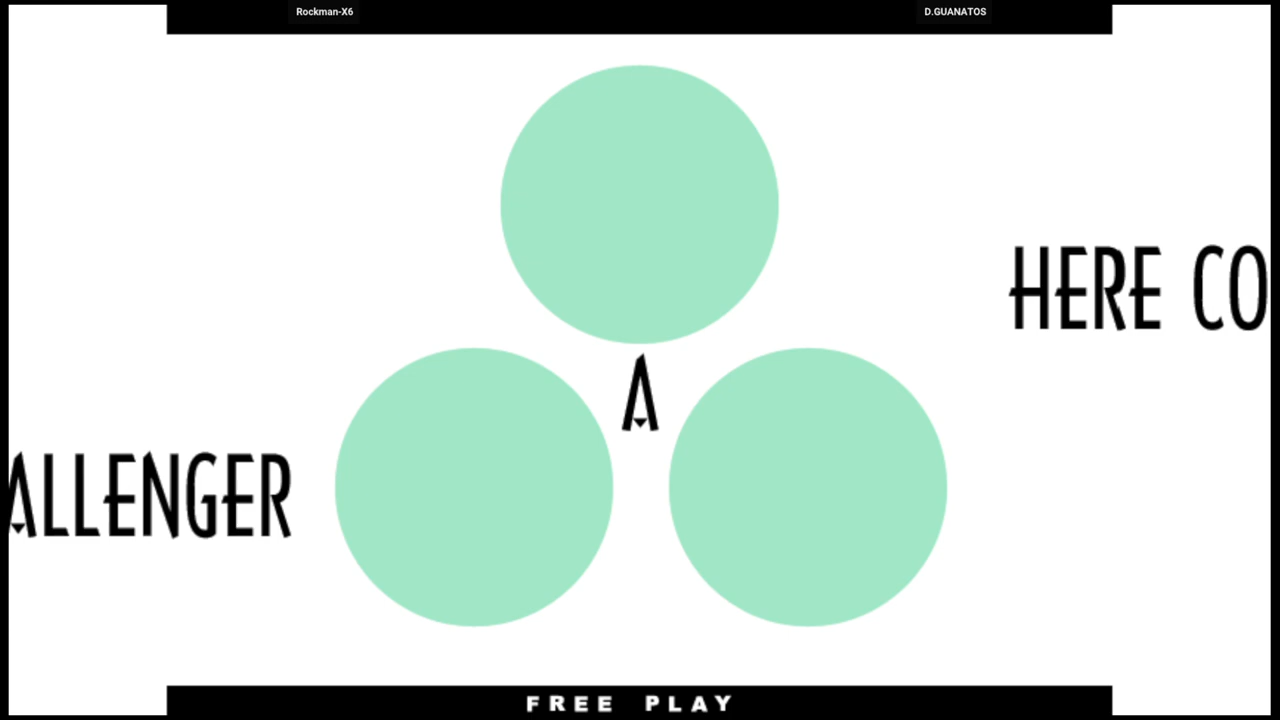 Rockman-X6
D.GUANATOS
HERE CO
A
ALLENGER
FREE PLAY